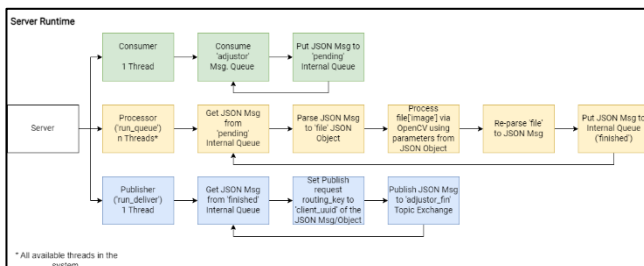 Server Runtime
Consumer
1 Thread
Consume
'adjustor'
Msg. Queue
Put JSON Msg to
'pending'
Internal Queue
Server
Processor
('run_queue')
n Threads*
Get JSON Msg
from
'pending'
Internal Queue
Parse JSON Msg
to 'file' JSON
Object
Process
file[image] via
OpenCV using
parameters from
JSON Object
Re-parse 'file'
to JSON Msg
Put JSON Msg to
Internal Queue
('finished')
Publisher
('run_deliver')
1 Thread
Get JSON Msg
from 'finished'
Internal Queue
Set Publish
request
routing_key to
'client_uuid' of the
JSON Msg/Object
Publish JSON Msg
to 'adjustor_fin'
Topic Exchange
* All available threads in the
system